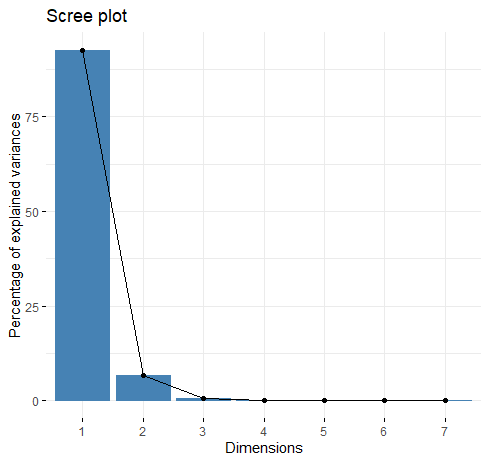 Scree plot
Percentage of explained variances
75
50
25
0
1 2 3 4 5 6 7
Dimensions